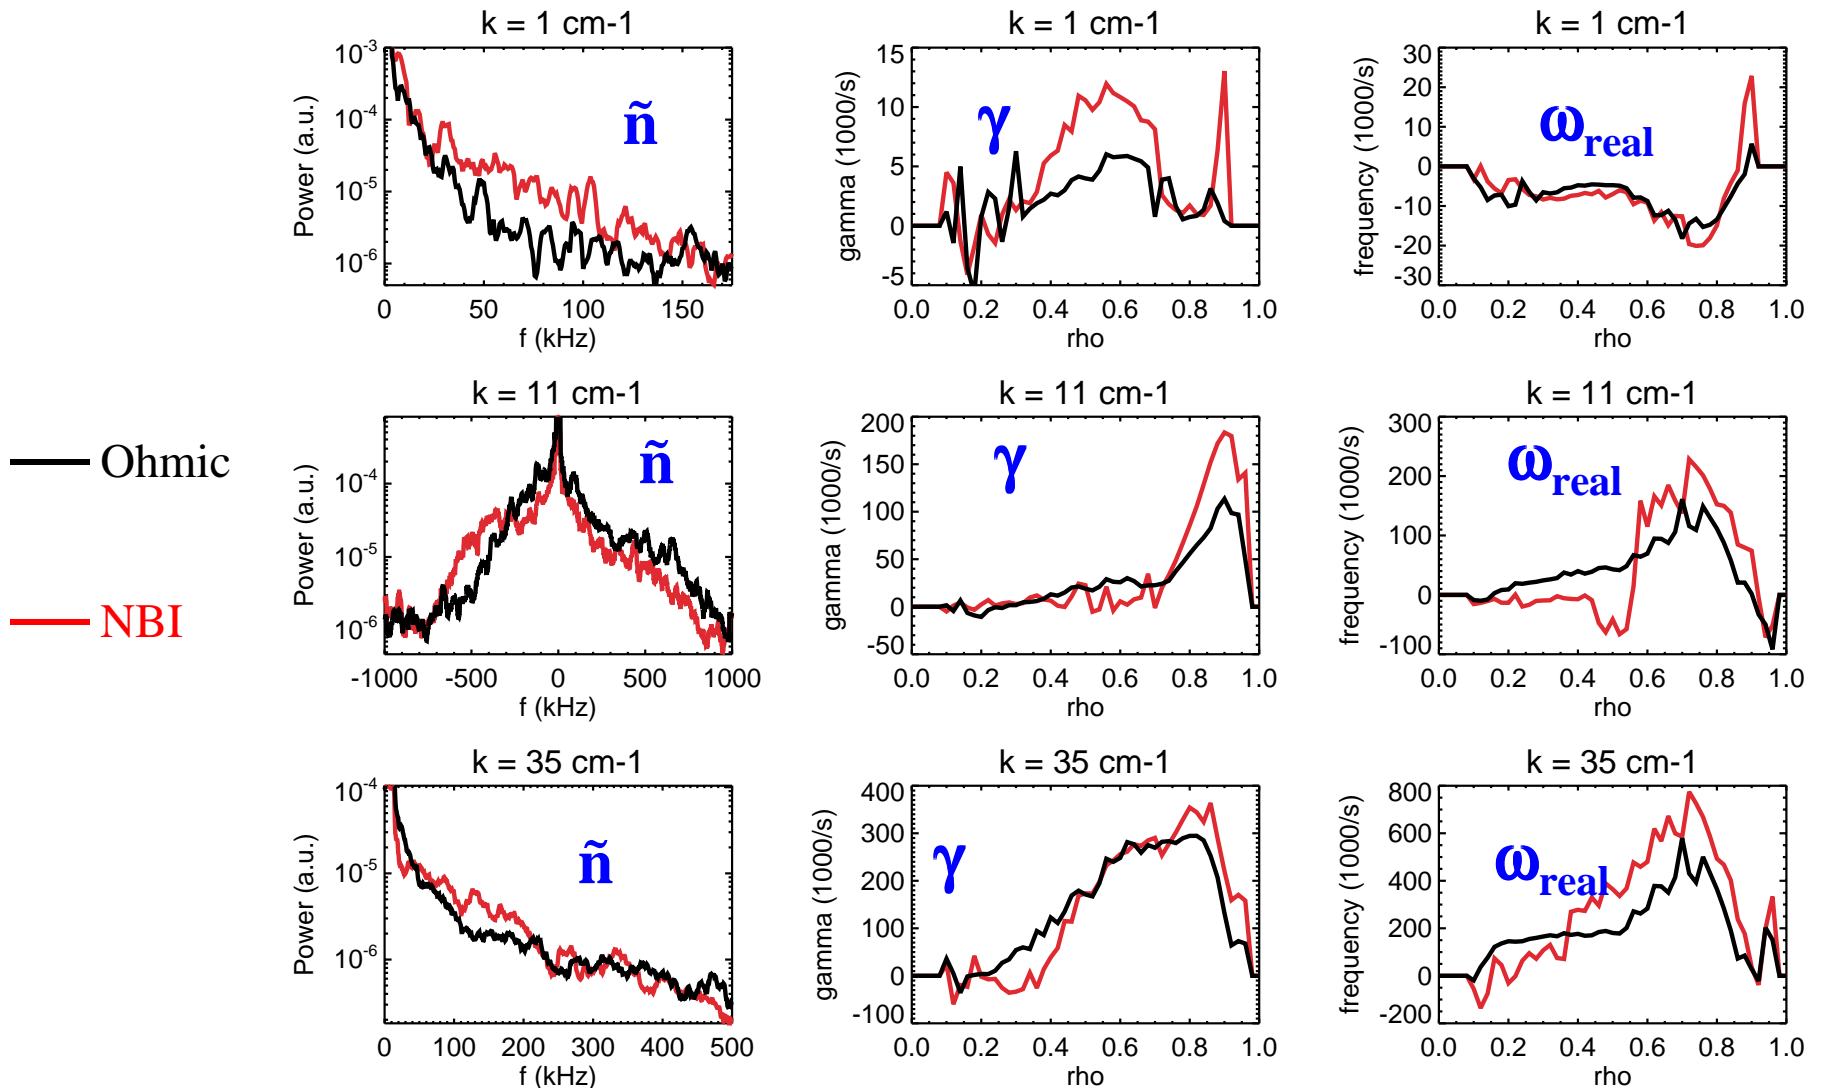 k = 1 cm-1
Power (a.u.)
10-3
10-4
10-5
10-6
ñ
0 50 100 150
f (kHz)
k = 1 cm-1
gamma (1000/s)
15
10
5
0
-5
γ
0.0 0.2 0.4 0.6 0.8 1.0
rho
k = 1 cm-1
frequency (1000/s)
30
20
10
0
-10
-20
-30
ωreal
0.0 0.2 0.4 0.6 0.8 1.0
rho
Ohmic
NBI
k = 11 cm-1
Power (a.u.)
10-4
10-5
10-6
ñ
-1000 -500 0 500 1000
f (kHz)
k = 11 cm-1
gamma (1000/s)
200
150
100
50
0
-50
γ
0.0 0.2 0.4 0.6 0.8 1.0
rho
k = 11 cm-1
frequency (1000/s)
300
200
100
0
-100
ωreal
0.0 0.2 0.4 0.6 0.8 1.0
rho
k = 35 cm-1
Power (a.u.)
10-4
10-5
10-6
ñ
0 100 200 300 400 500
f (kHz)
k = 35 cm-1
gamma (1000/s)
400
300
200
100
0
-100
γ
0.0 0.2 0.4 0.6 0.8 1.0
rho
k = 35 cm-1
frequency (1000/s)
800
600
400
200
0
-200
ωreal
0.0 0.2 0.4 0.6 0.8 1.0
rho